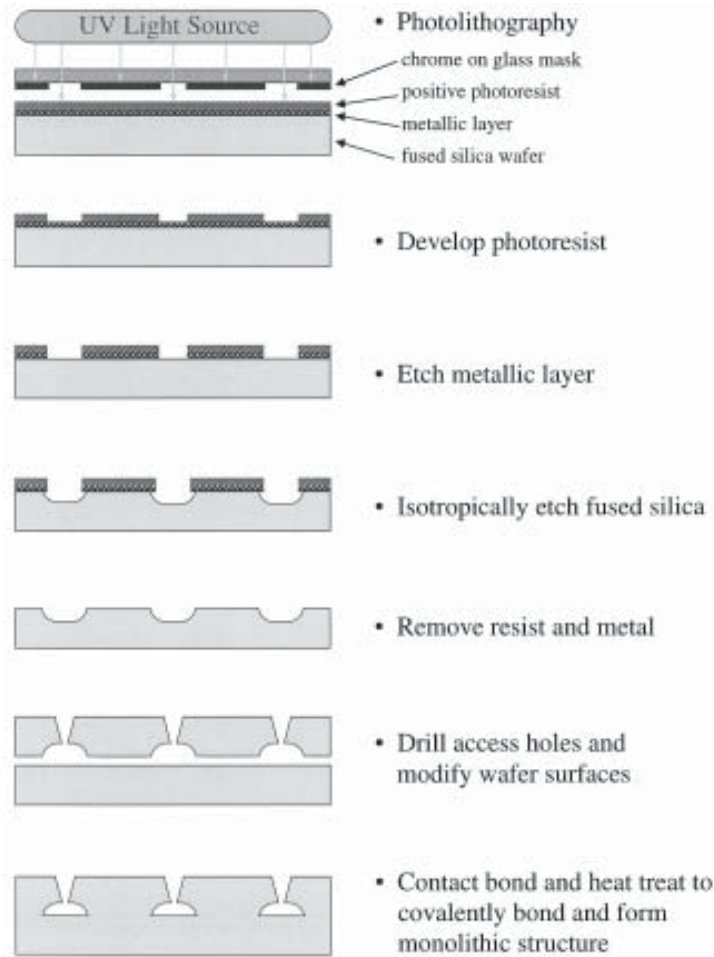 UV Light Source
• Photolithography
chrome on glass mask
positive photoresist
metallic layer
fused silica wafer
• Develop photoresist
• Etch metallic layer
• Isotropically etch fused silica
• Remove resist and metal
• Drill access holes and
modify wafer surfaces
• Contact bond and heat treat to
covalently bond and form
monolithic structure